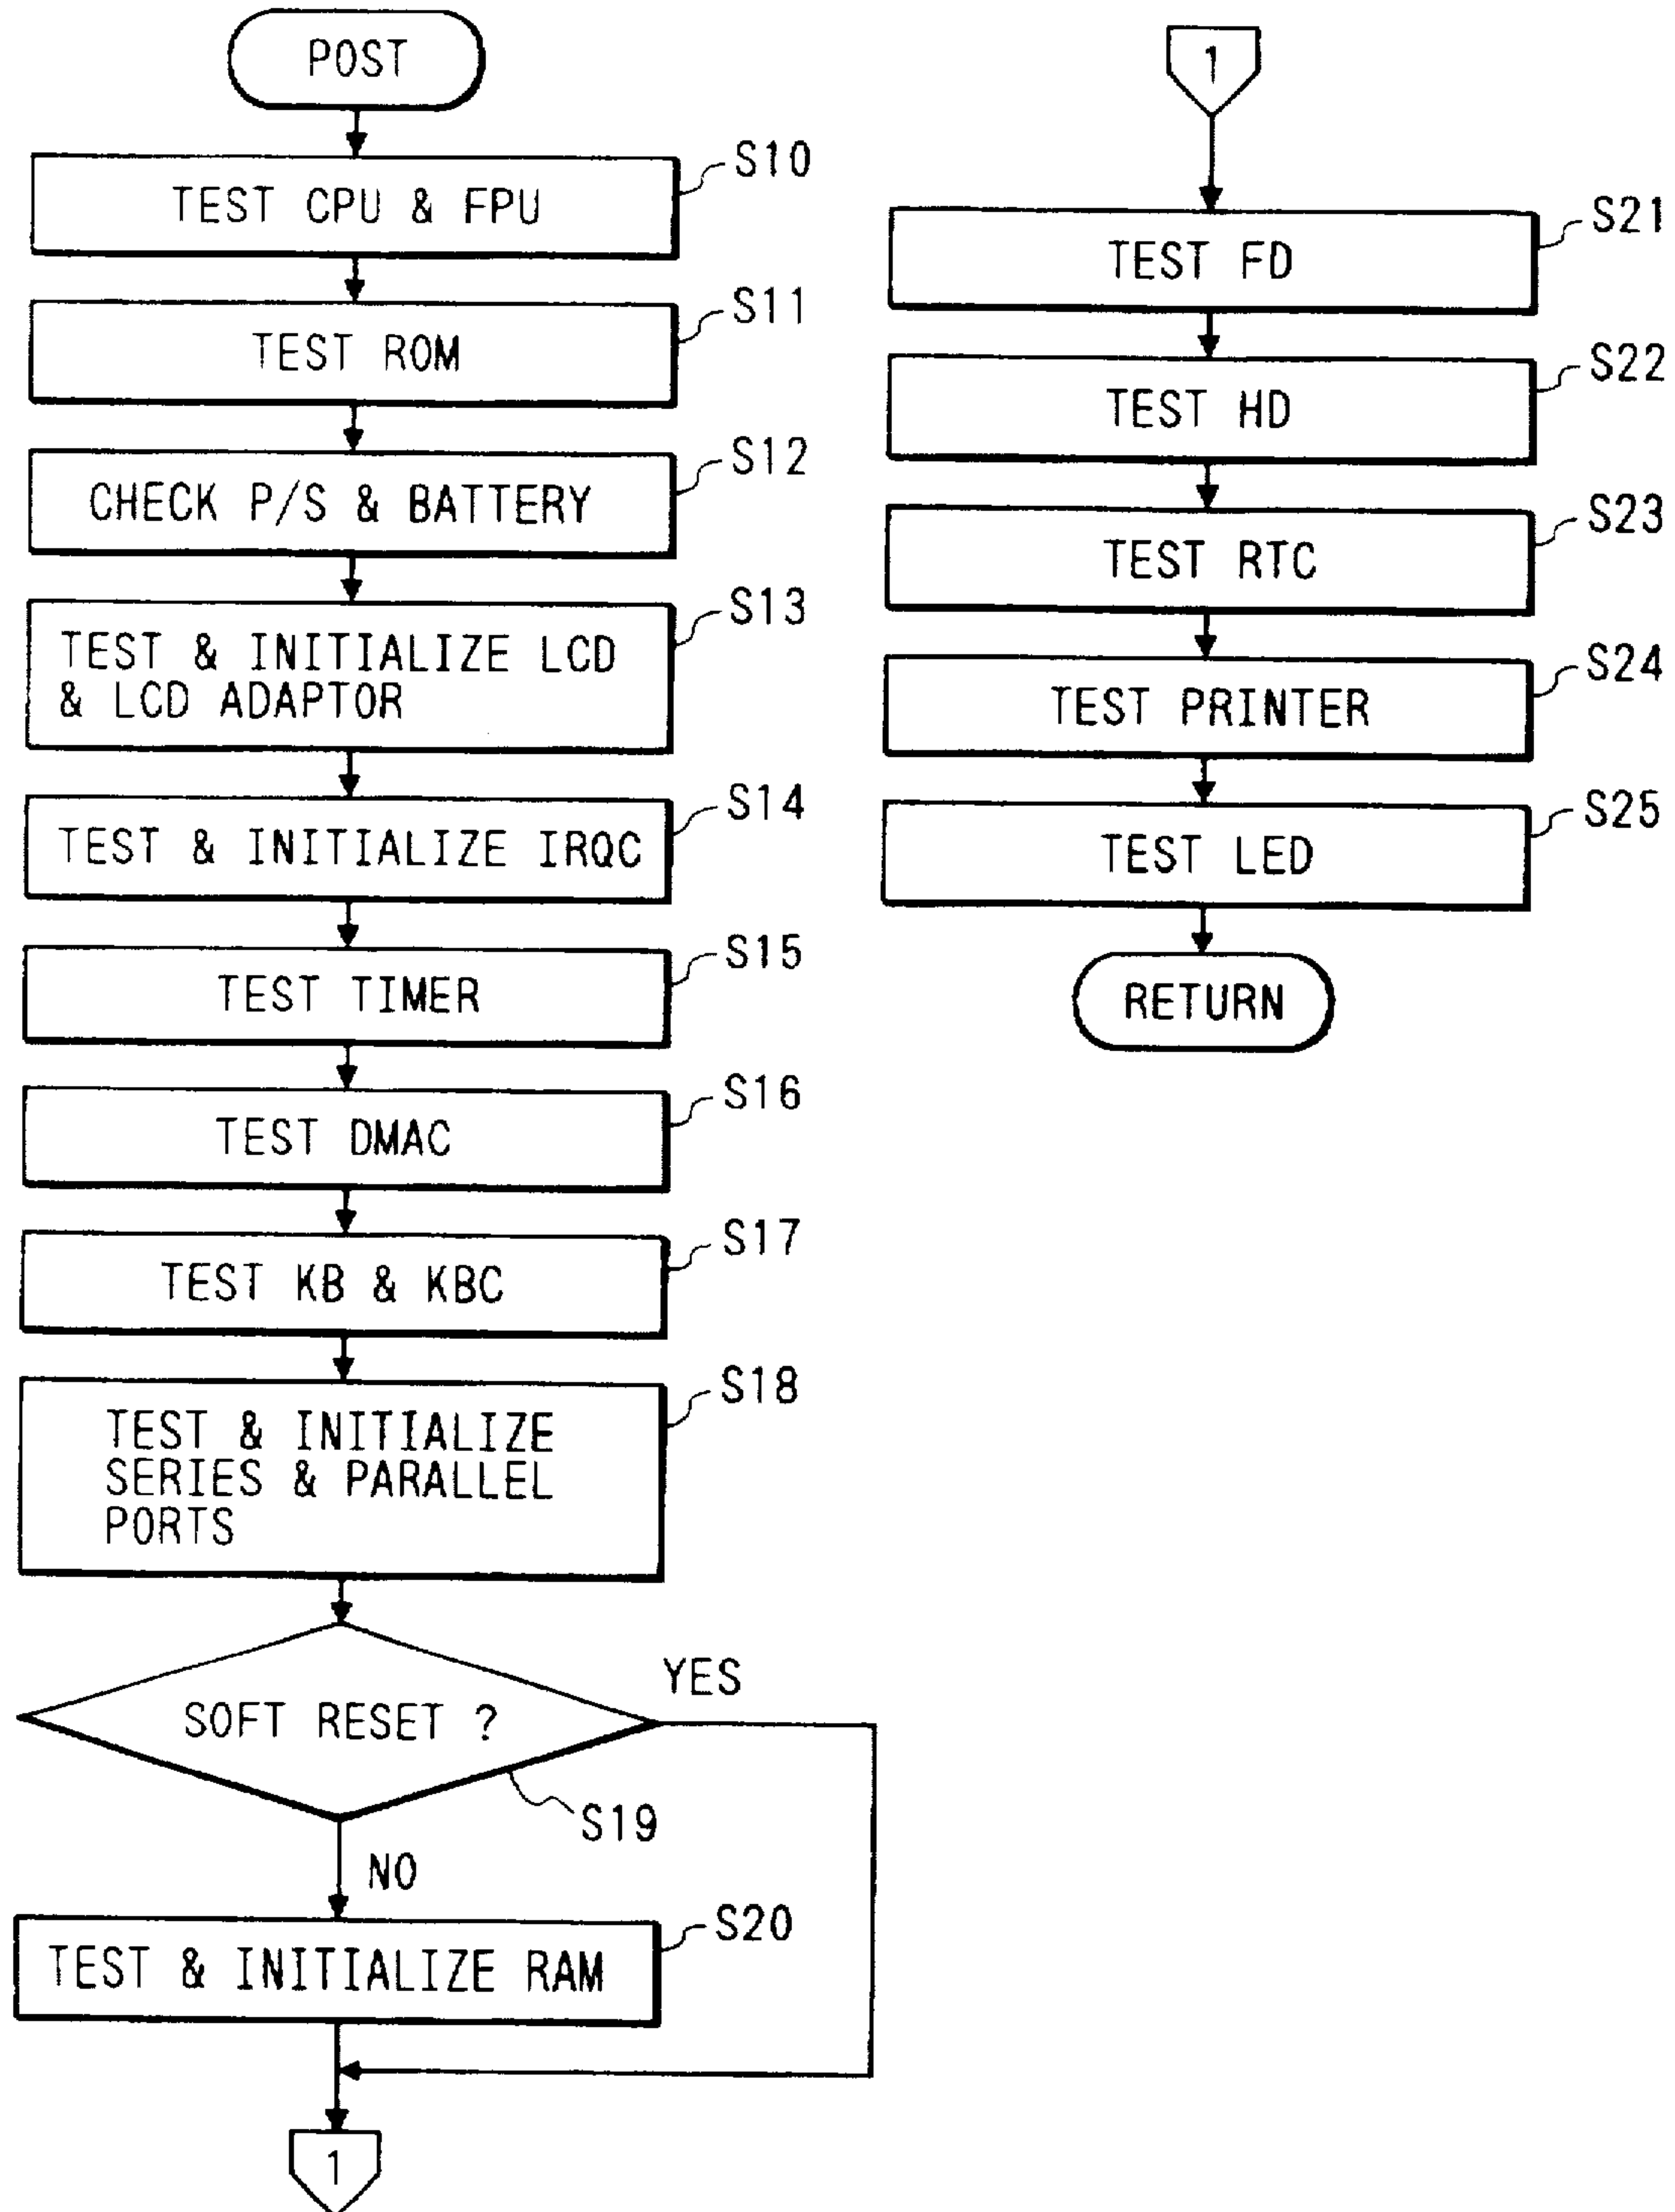 POST
S10
TEST CPU & FPU
S11
TEST ROM
S12
CHECK P/S & BATTERY
S13
TEST & INITIALIZE LCD
& LCD ADAPTOR
S14
TEST & INITIALIZE IRQC
S15
TEST TIMER
S16
TEST DMAC
S17
TEST KB & KBC
S18
TEST & INITIALIZE
SERIES & PARALLEL
PORTS
SOFT RESET ?
YES
S19
NO
S20
TEST & INITIALIZE RAM
1
1
S21
TEST FD
S22
TEST HD
S23
TEST RTC
S24
TEST PRINTER
S25
TEST LED
RETURN